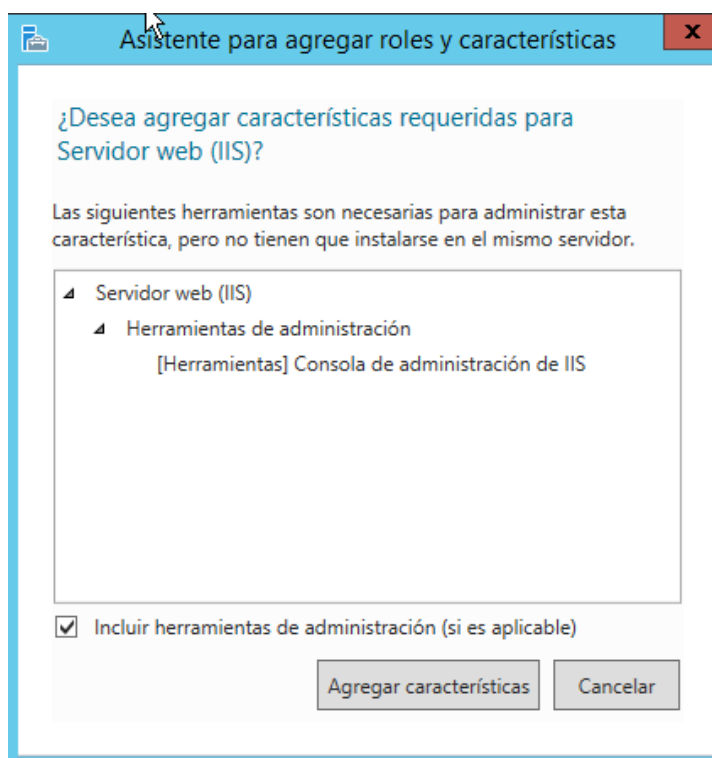 Asistente para agregar roles y características
x
¿Desea agregar características requeridas para
Servidor web (IIS)?
Las siguientes herramientas son necesarias para administrar esta
característica, pero no tienen que instalarse en el mismo servidor.
Servidor web (IIS)
Herramientas de administración
[Herramientas] Consola de administración de IIS
Incluir herramientas de administración (si es aplicable)
Agregar características Cancelar